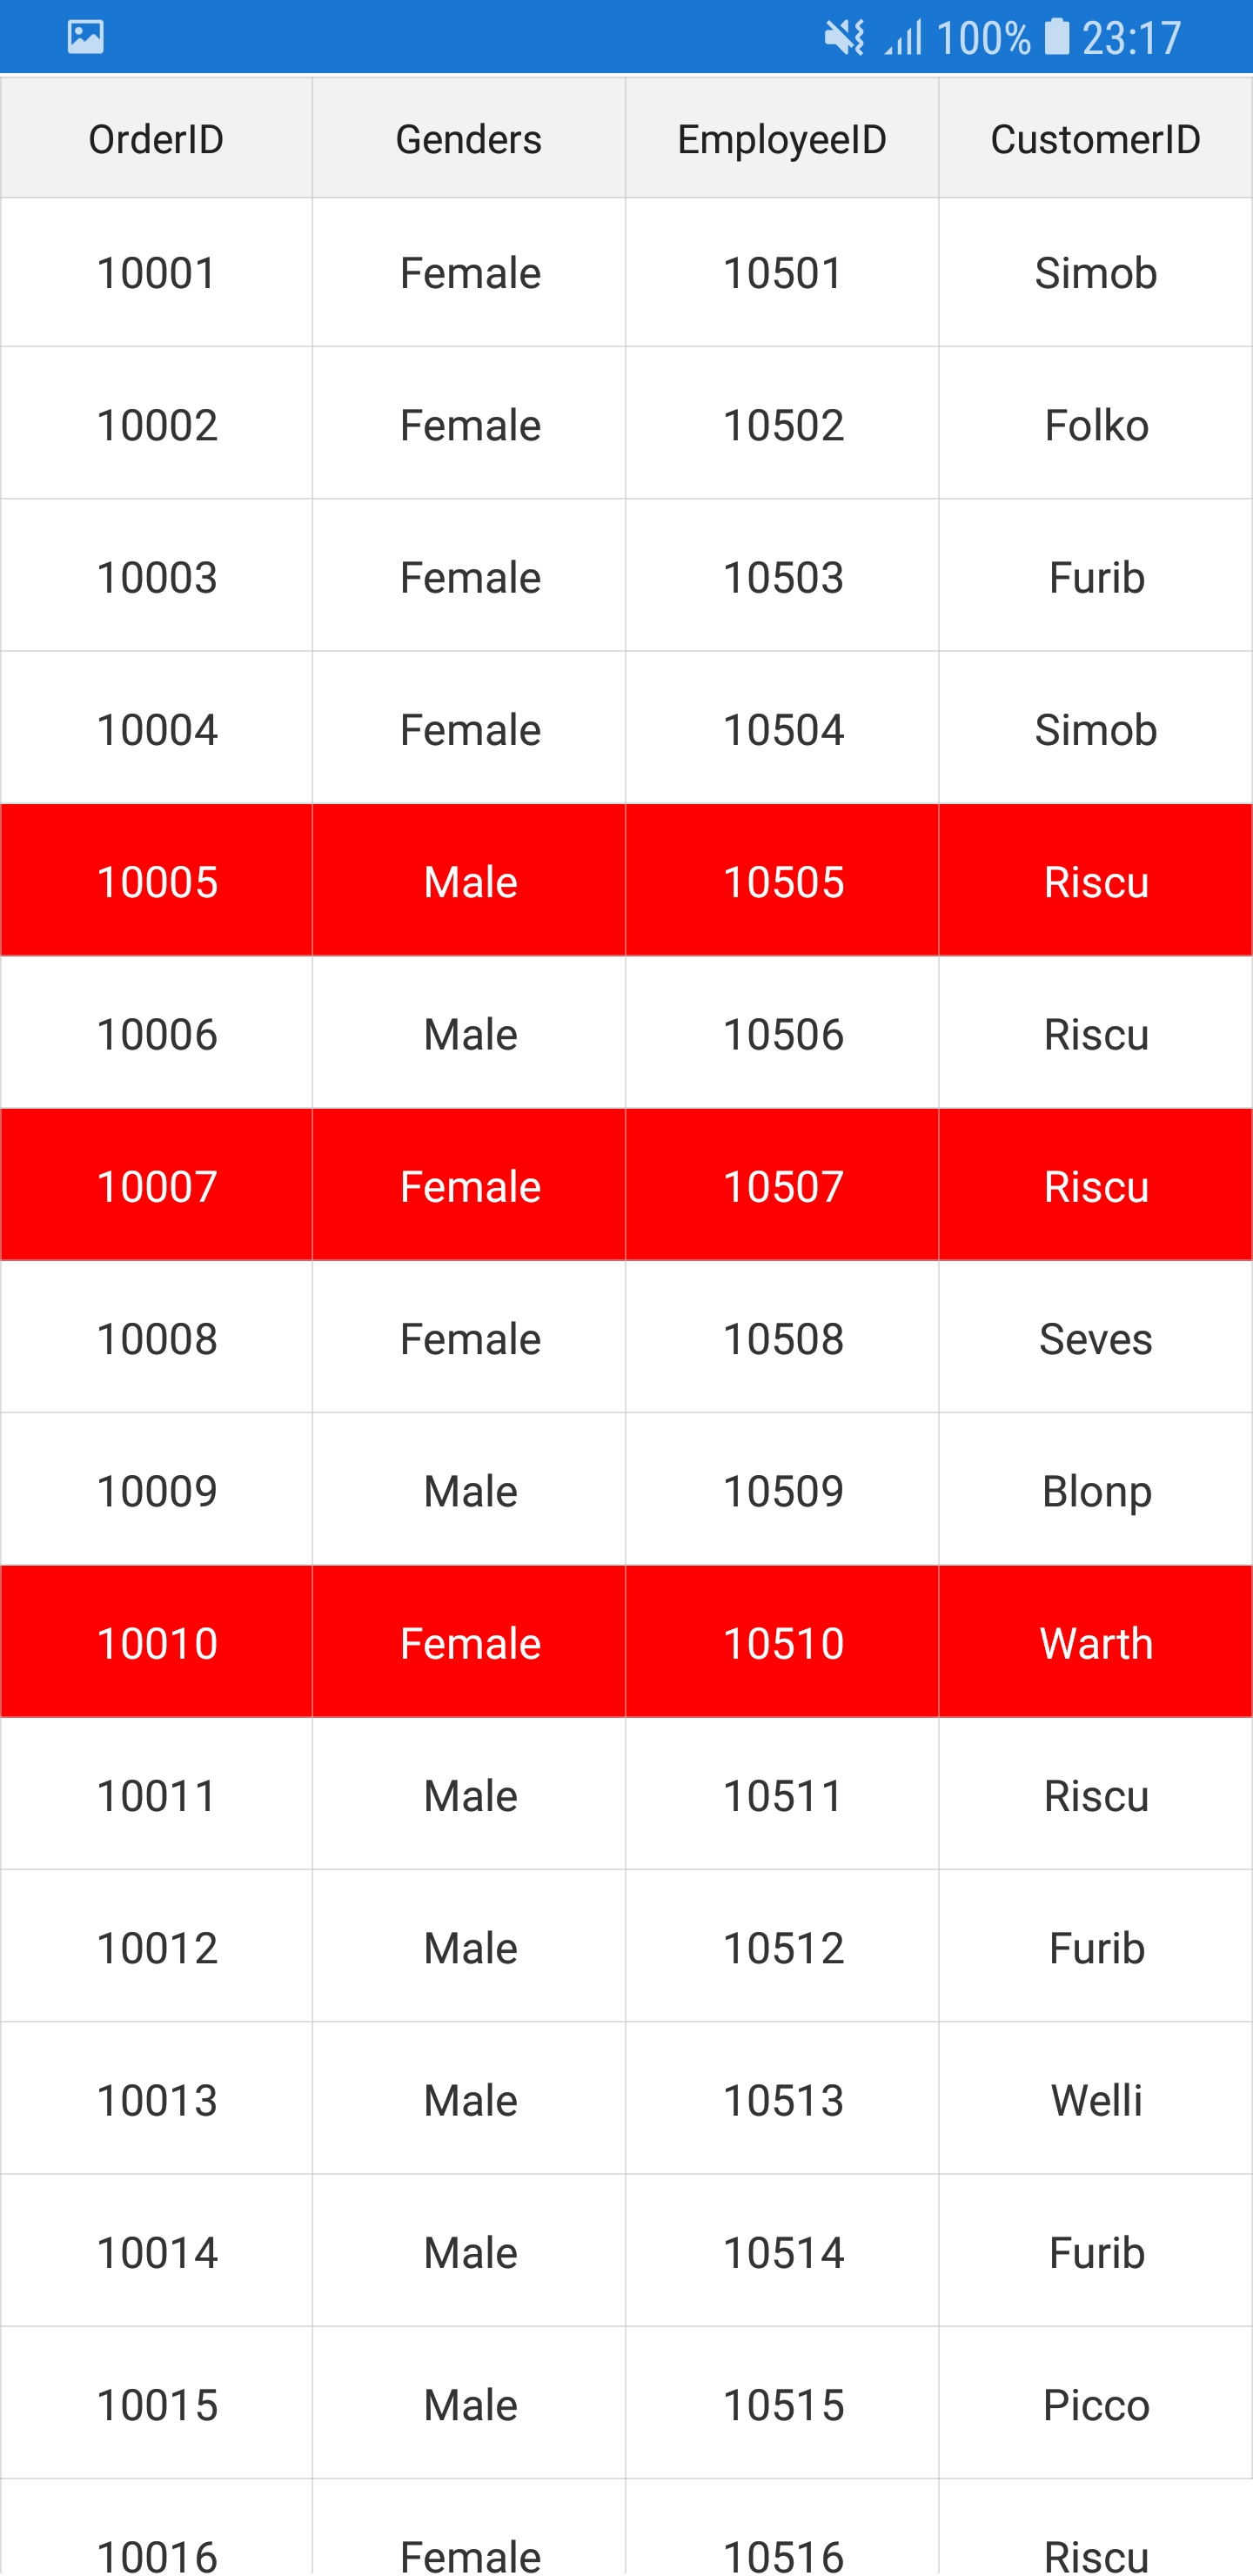 100% 23:17
OrderID Genders EmployeeID CustomerID
10001 Female 10501 Simob
10002 Female 10502 Folko
10003 Female 10503 Furib
10004 Female 10504 Simob
10005 Male 10505 Riscu
10006 Male 10506 Riscu
10007 Female 10507 Riscu
10008 Female 10508 Seves
10009 Male 10509 Blonp
10010 Female 10510 Warth
10011 Male 10511 Riscu
10012 Male 10512 Furib
10013 Male 10513 Welli
10014 Male 10514 Furib
10015 Male 10515 Picco
10016 Female 10516 Riscu